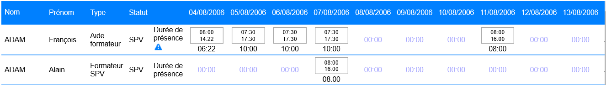 Nom Prénom Type Statut 04/08/2006 05/08/2006 06/08/2006 07/08/2006 08/08/2006 09/08/2006 10/08/2006 11/08/2006 12/08/2006 13/08/2006
ADAM François Aide formateur SPV Durée de présence 08:00 14:22 06:22 07:30 17:30 10:00 07:30 17:30 10:00 07:30 17:30 10:00 00:00 00:00 00:00 08:00 16:00 08:00 00:00 00:00
ADAM Alain Formateur SPV SPV Durée de présence 00:00 00:00 00:00 08:00 16:00 08:00 00:00 00:00 00:00 00:00 00:00 00:00